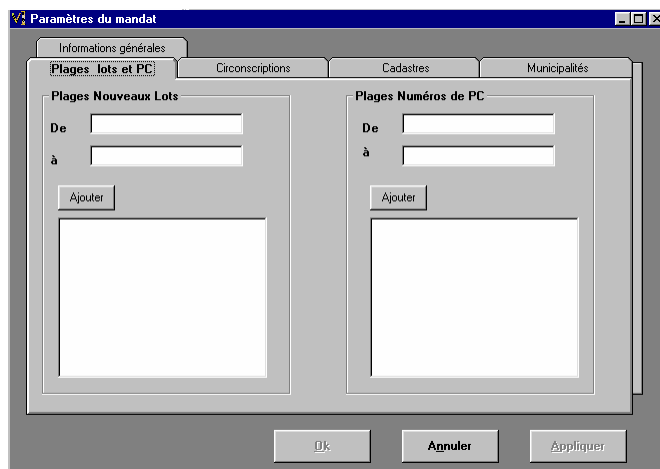 Paramètres du mandat
Informations générales
Plages lots et PC
Circonscriptions
Cadastres
Municipalités
Plages Nouveaux Lots
De
à
Ajouter
Plages Numéros de PC
De
à
Ajouter
Ok
Annuler
Appliquer